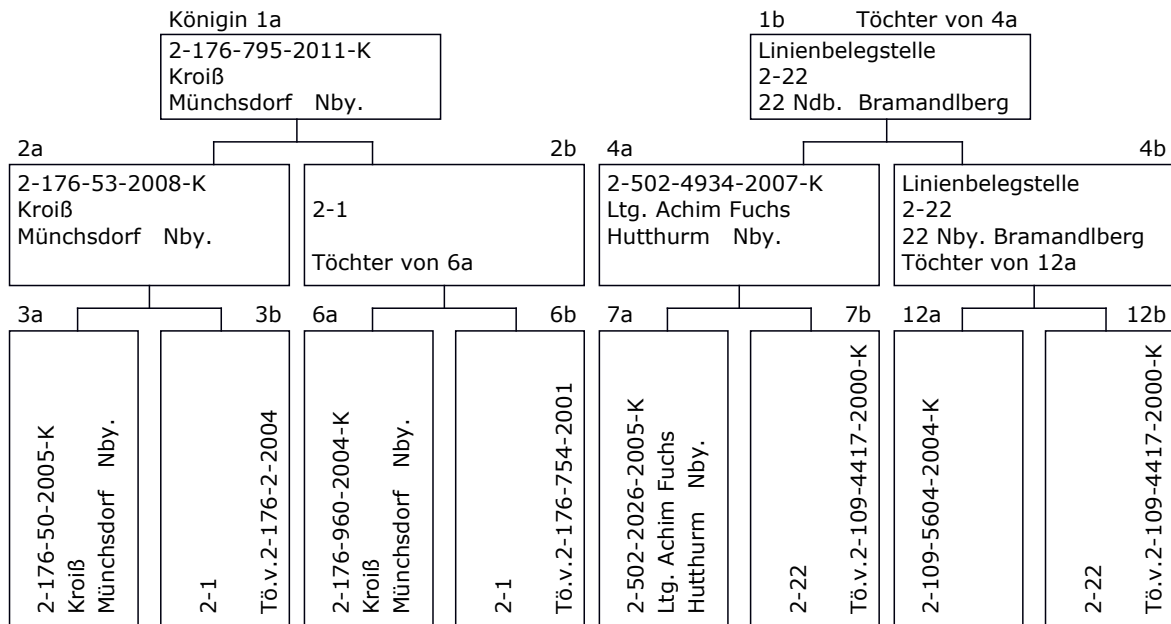 Königin 1a
2-176-795-2011-K
Kroiß
Münchsdorf Nby.
1b Töchter von 4a
Linienbelegstelle
2-22
22 Ndb. Bramandlberg
2a
2-176-53-2008-K
Kroiß
Münchsdorf Nby.
2b
2-1
Töchter von 6a
4a
2-502-4934-2007-K
Ltg. Achim Fuchs
Hutthurm Nby.
4b
Linienbelegstelle
2-22
22 Nby. Bramandlberg
Töchter von 12a
3a
2-176-50-2005-K
Kroiß
Münchsdorf Nby.
3b
2-1
Tö.v.2-176-2-2004
6a
2-176-960-2004-K
Kroiß
Münchsdorf Nby.
6b
2-1
Tö.v.2-176-754-2001
7a
2-502-2026-2005-K
Ltg. Achim Fuchs
Hutthurm Nby.
7b
2-22
Tö.v.2-109-4417-2000-K
12a
2-109-5604-2004-K
12b
2-22
Tö.v.2-109-4417-2000-K